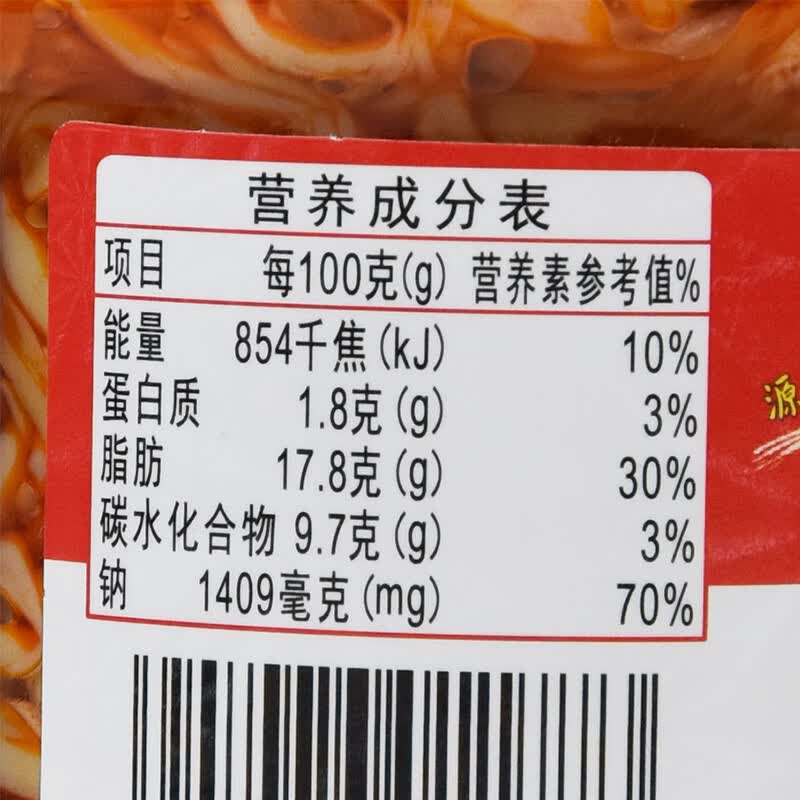 营养成分表
项目 每100克(g) 营养素参考值%
能量 854千焦(kJ) 10%
蛋白质 1.8克(g) 3%
脂肪 17.8克(g) 30%
碳水化合物 9.7克(g) 3%
钠 1409毫克(mg) 70%
源